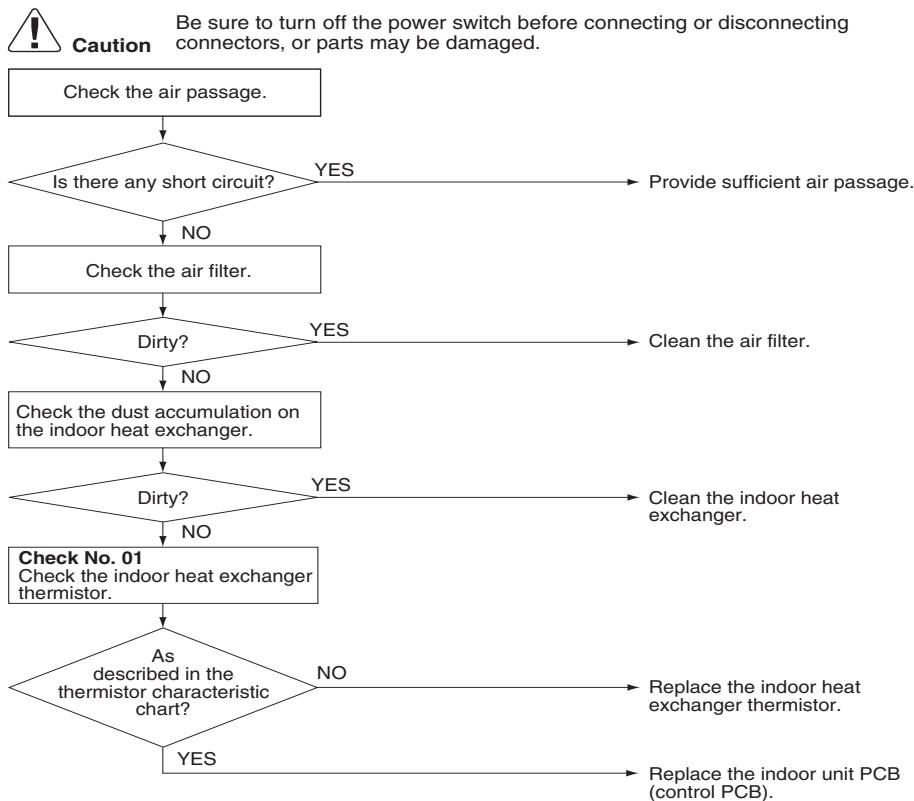 Be sure to turn off the power switch before connecting or disconnecting
Caution connectors, or parts may be damaged.
Check the air passage.
Is there any short circuit?
YES
Provide sufficient air passage.
NO
Check the air filter.
Dirty?
YES
Clean the air filter.
NO
Check the dust accumulation on
the indoor heat exchanger.
Dirty?
YES
Clean the indoor heat
exchanger.
NO
Check No. 01
Check the indoor heat exchanger
thermistor.
As
described in the
thermistor characteristic
chart?
NO
Replace the indoor heat
exchanger thermistor.
YES
Replace the indoor unit PCB
(control PCB).